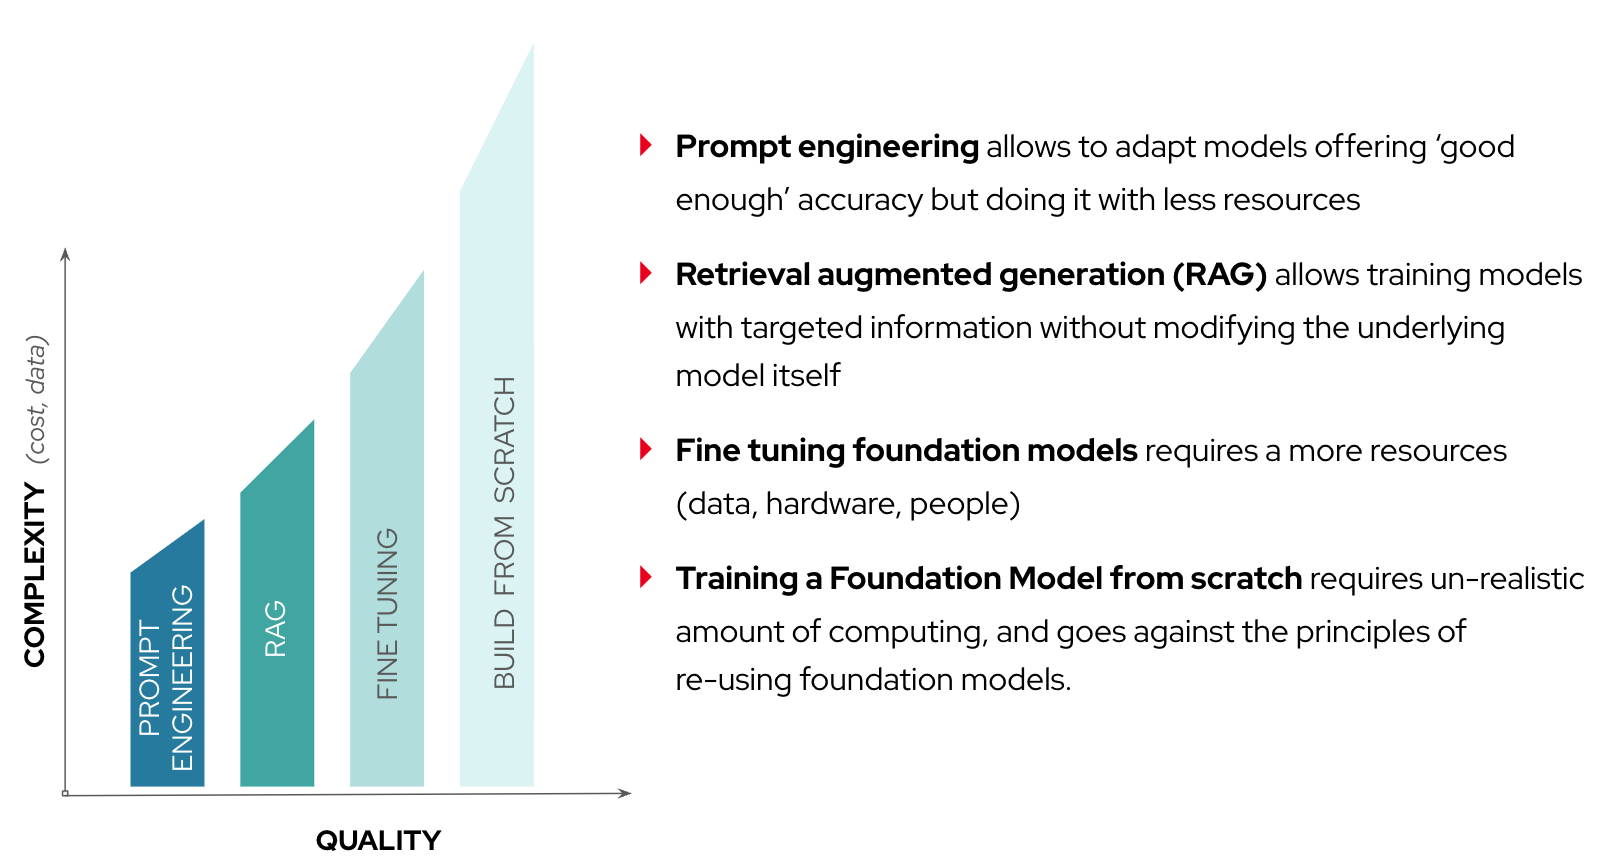 COMPLEXITY (cost, data)
PROMPT
ENGINEERING
RAG
FINE TUNING
BUILD FROM SCRATCH
QUALITY
Prompt engineering allows to adapt models offering ‘good
enough’ accuracy but doing it with less resources
Retrieval augmented generation (RAG) allows training models
with targeted information without modifying the underlying
model itself
Fine tuning foundation models requires a more resources
(data, hardware, people)
Training a Foundation Model from scratch requires un-realistic
amount of computing, and goes against the principles of
re-using foundation models.